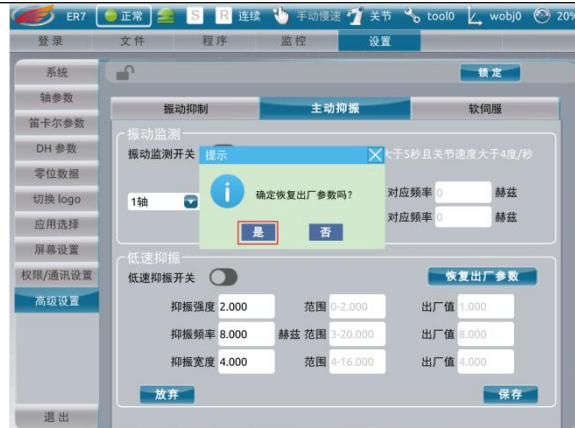 ER7 正常 S R 连续 手动慢速 关节 tool0 wobj0 20%
登录 文件 程序 监控 设置
系统
轴参数
笛卡尔参数
DH 参数
零位数据
切换 logo
应用选择
屏幕设置
权限/通讯设置
高级设置
退出
锁定
振动抑制 主动抑振 软伺服
振动监测
振动监测开关 大于5秒且关节速度大于4度/秒
1轴 对应频率 0 赫兹
对应频率 0 赫兹
提示
确定恢复出厂参数吗?
是 否
低速抑振
低速抑振开关 恢复出厂参数
抑振强度 2.000 范围 0-2.000 出厂值 1.000
抑振频率 8.000 赫兹 范围 3-20.000 出厂值 8.000
抑振宽度 4.000 范围 4-16.000 出厂值 4.000
放弃 保存